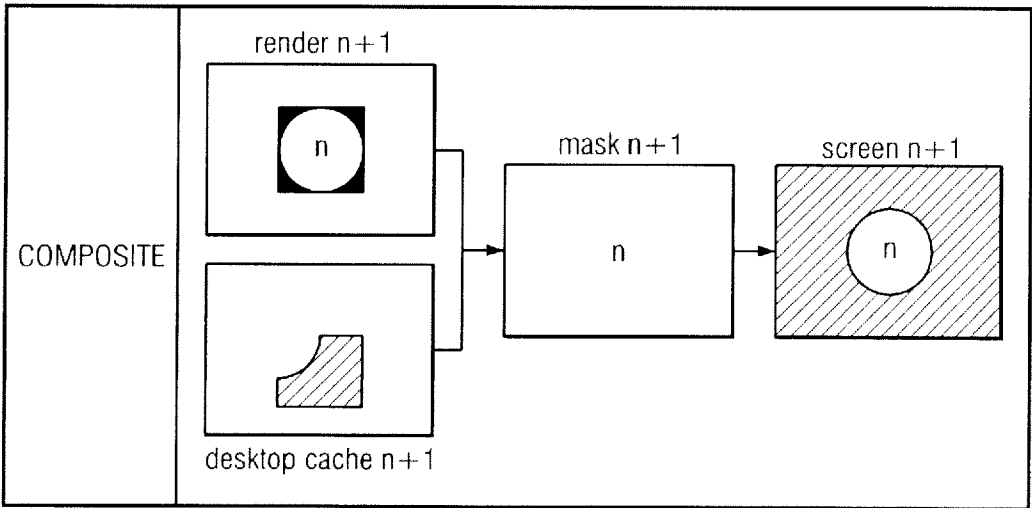 COMPOSITE
render n+1
n
desktop cache n+1
mask n+1
n
screen n+1
n